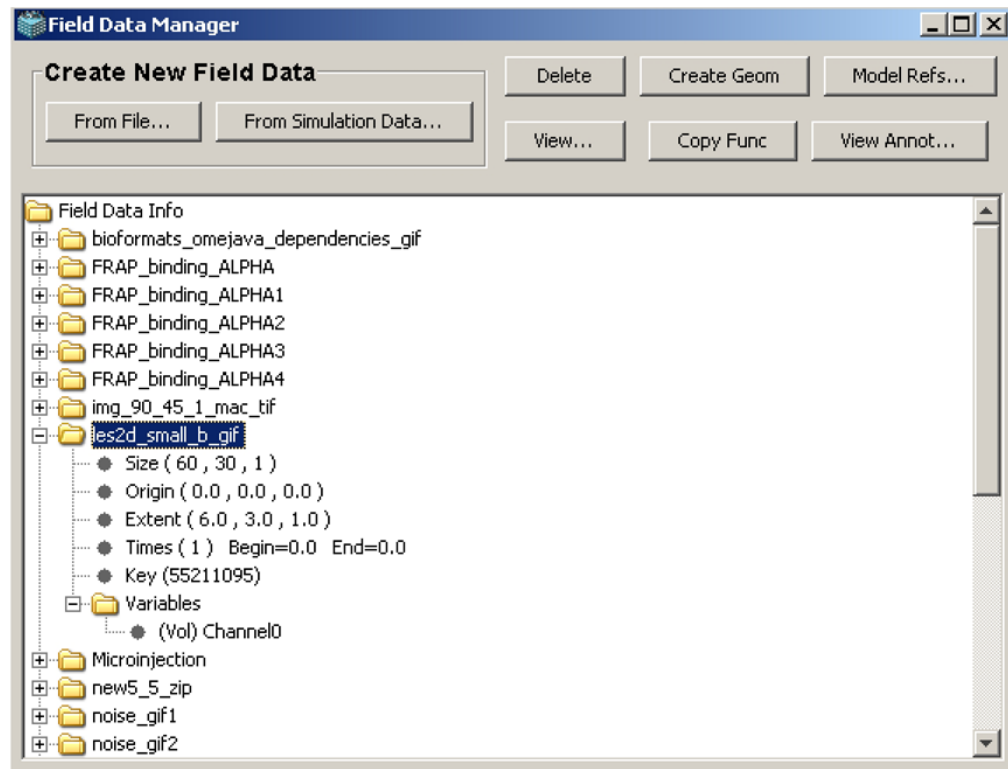 Field Data Manager
Create New Field Data
From File... From Simulation Data...
Delete Create Geom Model Refs...
View... Copy Func View Annot...
Field Data Info
bioformats_omejava_dependencies_gif
FRAP_binding_ALPHA
FRAP_binding_ALPHA1
FRAP_binding_ALPHA2
FRAP_binding_ALPHA3
FRAP_binding_ALPHA4
img_90_45_1_mac_tif
les2d_small_b_gif
Size ( 60 , 30 , 1 )
Origin ( 0.0 , 0.0 , 0.0 )
Extent ( 6.0 , 3.0 , 1.0 )
Times ( 1 ) Begin=0.0 End=0.0
Key (55211095)
Variables
(Vol) Channel0
Microinjection
new5_5_zip
noise_gif1
noise_gif2